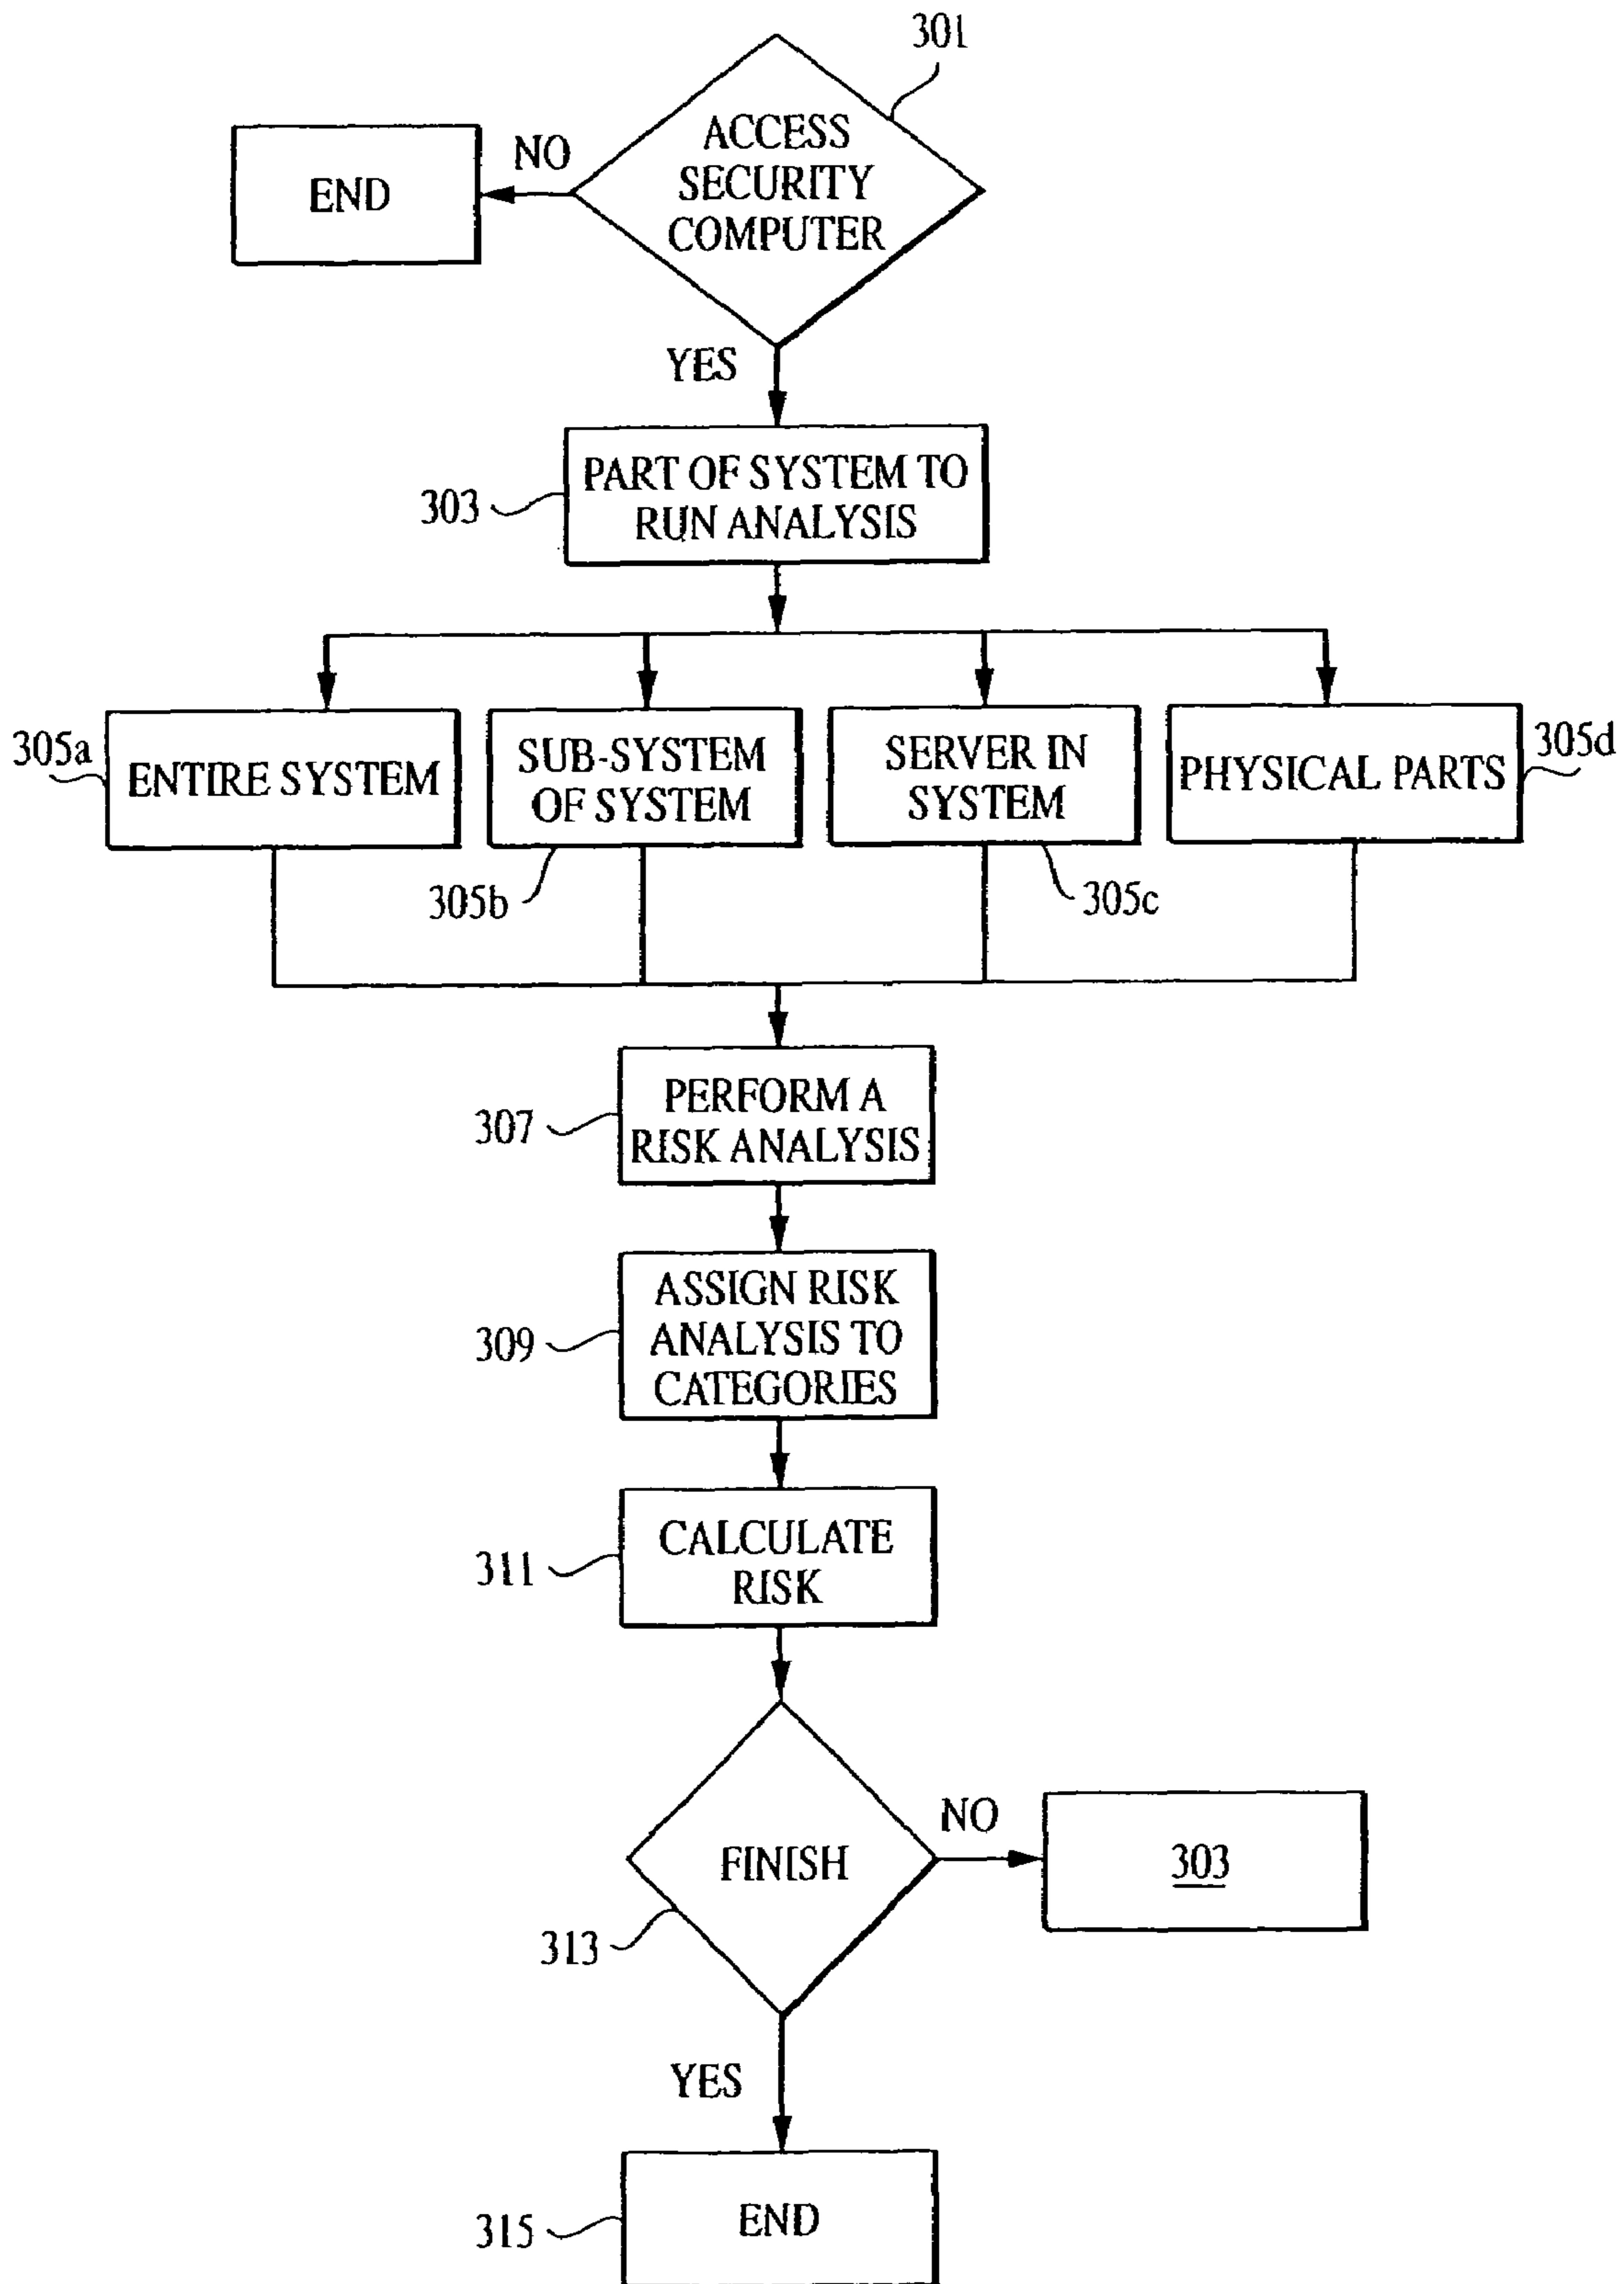 301
ACCESS
SECURITY
COMPUTER
NO
END
YES
PART OF SYSTEM TO
RUN ANALYSIS
303
305a
ENTIRE SYSTEM
SUB-SYSTEM
OF SYSTEM
305b
SERVER IN
SYSTEM
305c
PHYSICAL PARTS
305d
PERFORM A
RISK ANALYSIS
307
ASSIGN RISK
ANALYSIS TO
CATEGORIES
309
CALCULATE
RISK
311
FINISH
313
NO
303
YES
END
315